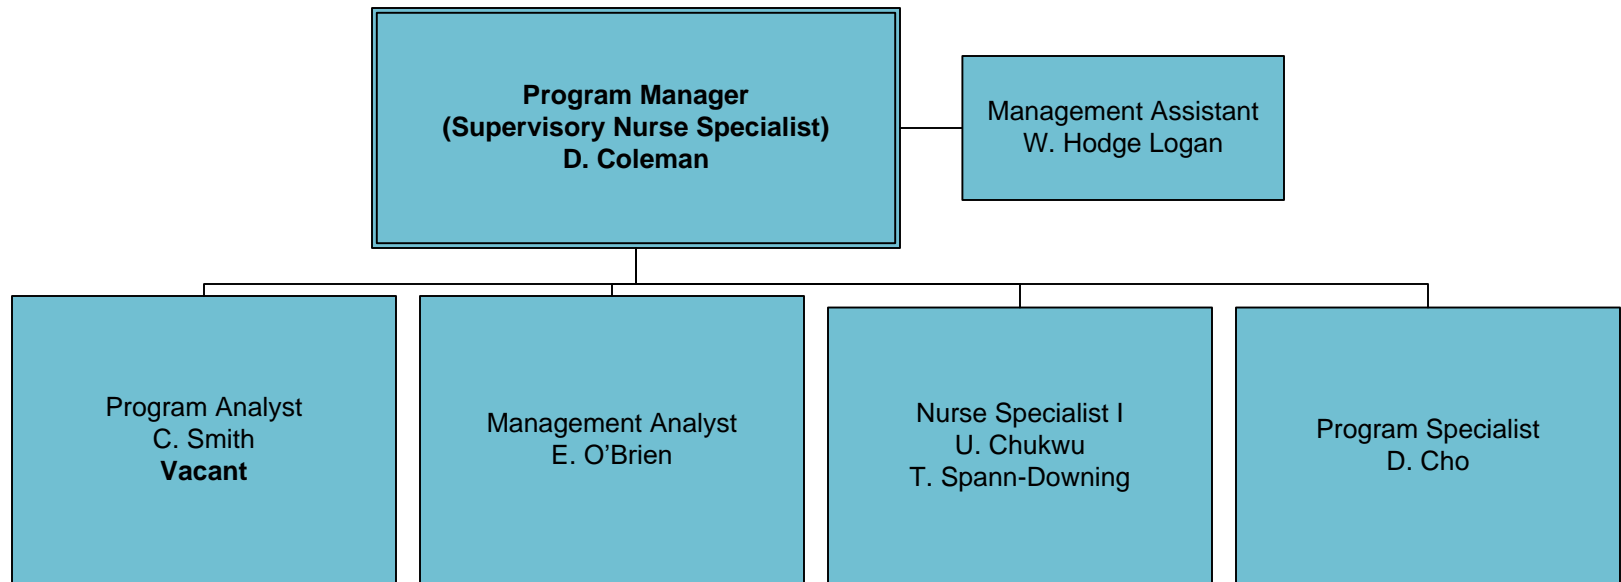 Program Manager
(Supervisory Nurse Specialist)
D. Coleman
Management Assistant
W. Hodge Logan
Program Analyst
C. Smith
Vacant
Management Analyst
E. O’Brien
Nurse Specialist I
U. Chukwu
T. Spann-Downing
Program Specialist
D. Cho